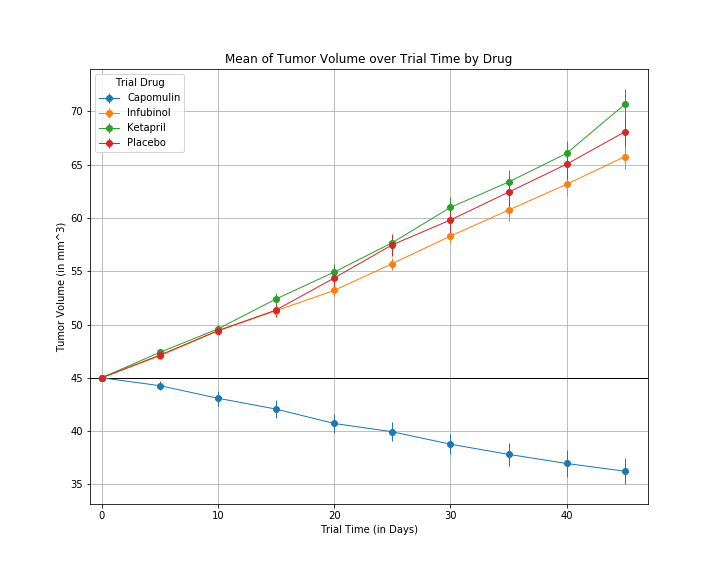 Mean of Tumor Volume over Trial Time by Drug
Trial Drug
Capomulin
Infubinol
Ketapril
Placebo
Tumor Volume (in mm^3)
70
65
60
55
50
45
40
35
0 10 20 30 40
Trial Time (in Days)